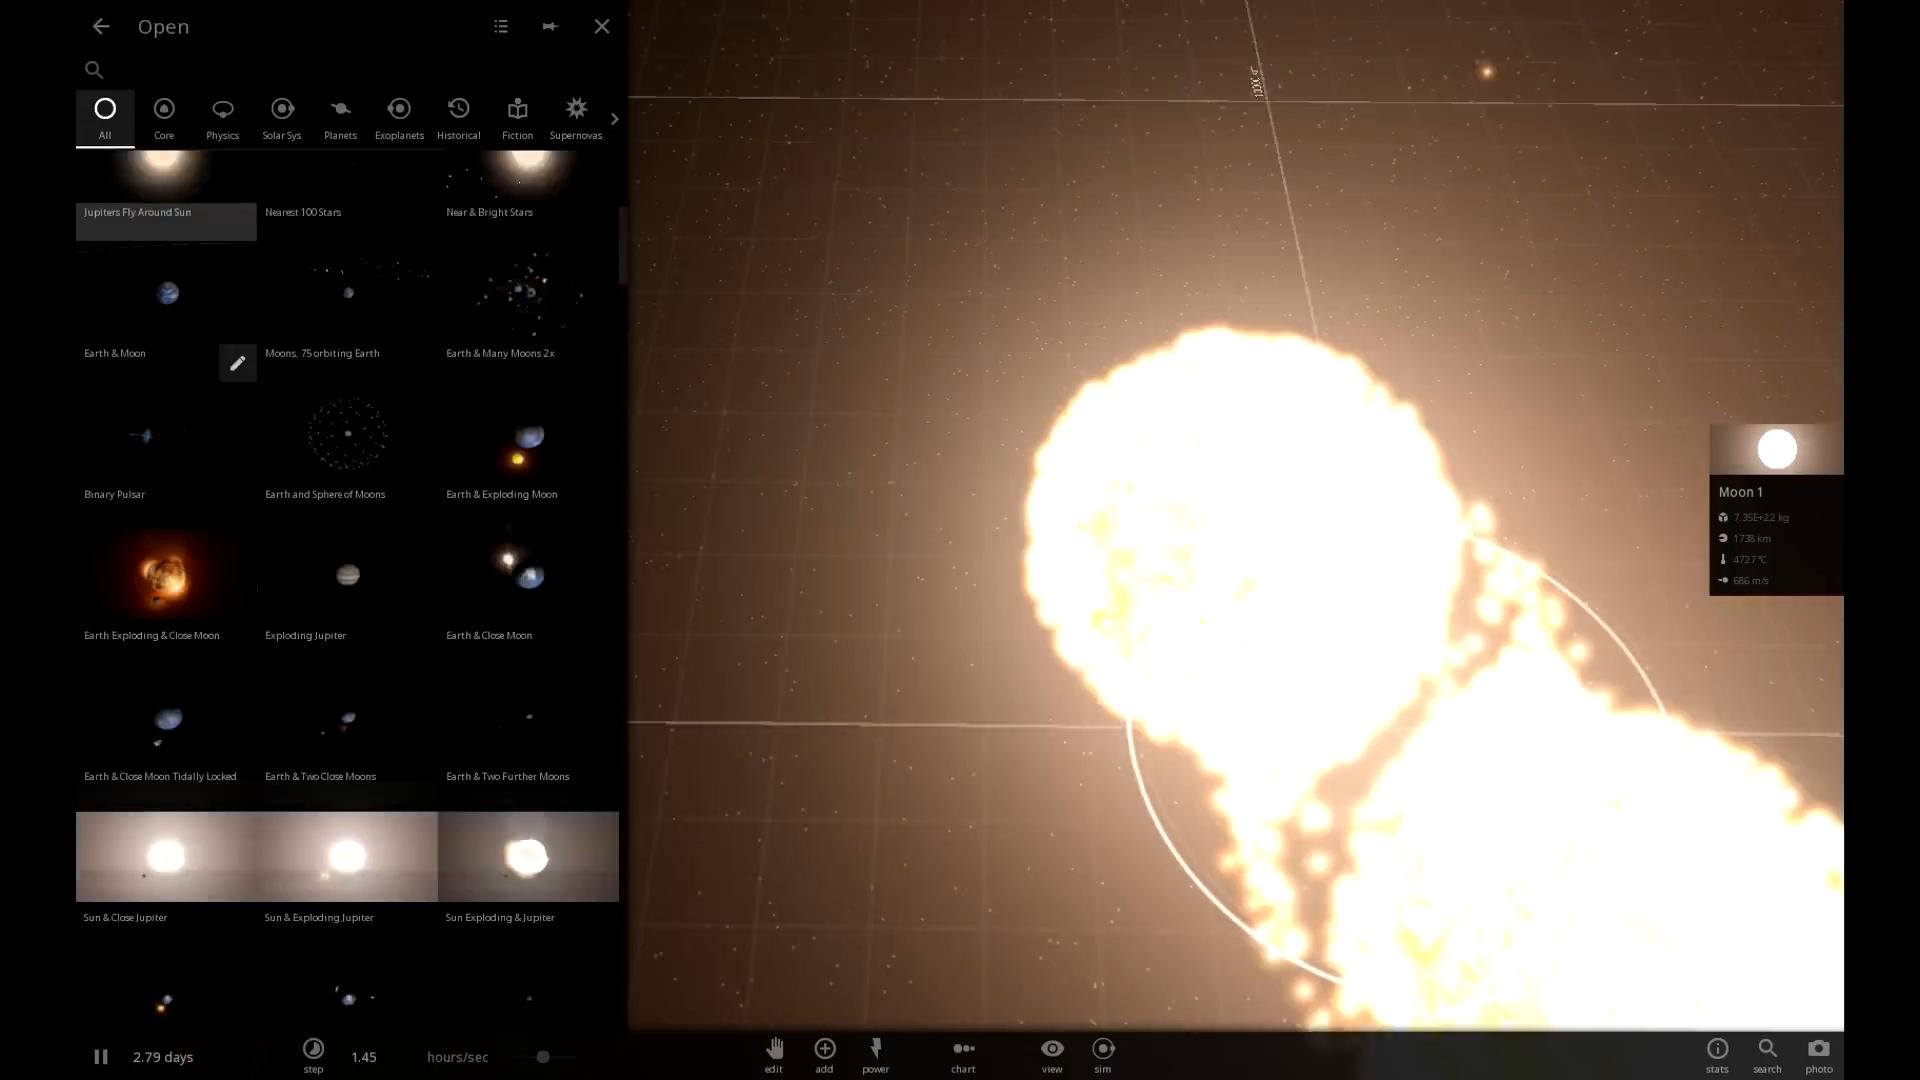 Open
All Core Physics Solar Sys Planets Exoplanets Historical Fiction Supernovas
Jupiters Fly Around Sun Nearest 100 Stars Near & Bright Stars
Earth & Moon Moons, 75 orbiting Earth Earth & Many Moons 2x
Binary Pulsar Earth and Sphere of Moons Earth & Exploding Moon
Earth Exploding & Close Moon Exploding Jupiter Earth & Close Moon
Earth & Close Moon Tidally Locked Earth & Two Close Moons Earth & Two Further Moons
Sun & Close Jupiter Sun & Exploding Jupiter Sun Exploding & Jupiter
Moon 1
7.35E+22 kg
1738 km
4727 °C
686 m/s
2.79 days step 1.45 hours/sec edit add power chart view sim stats search photo